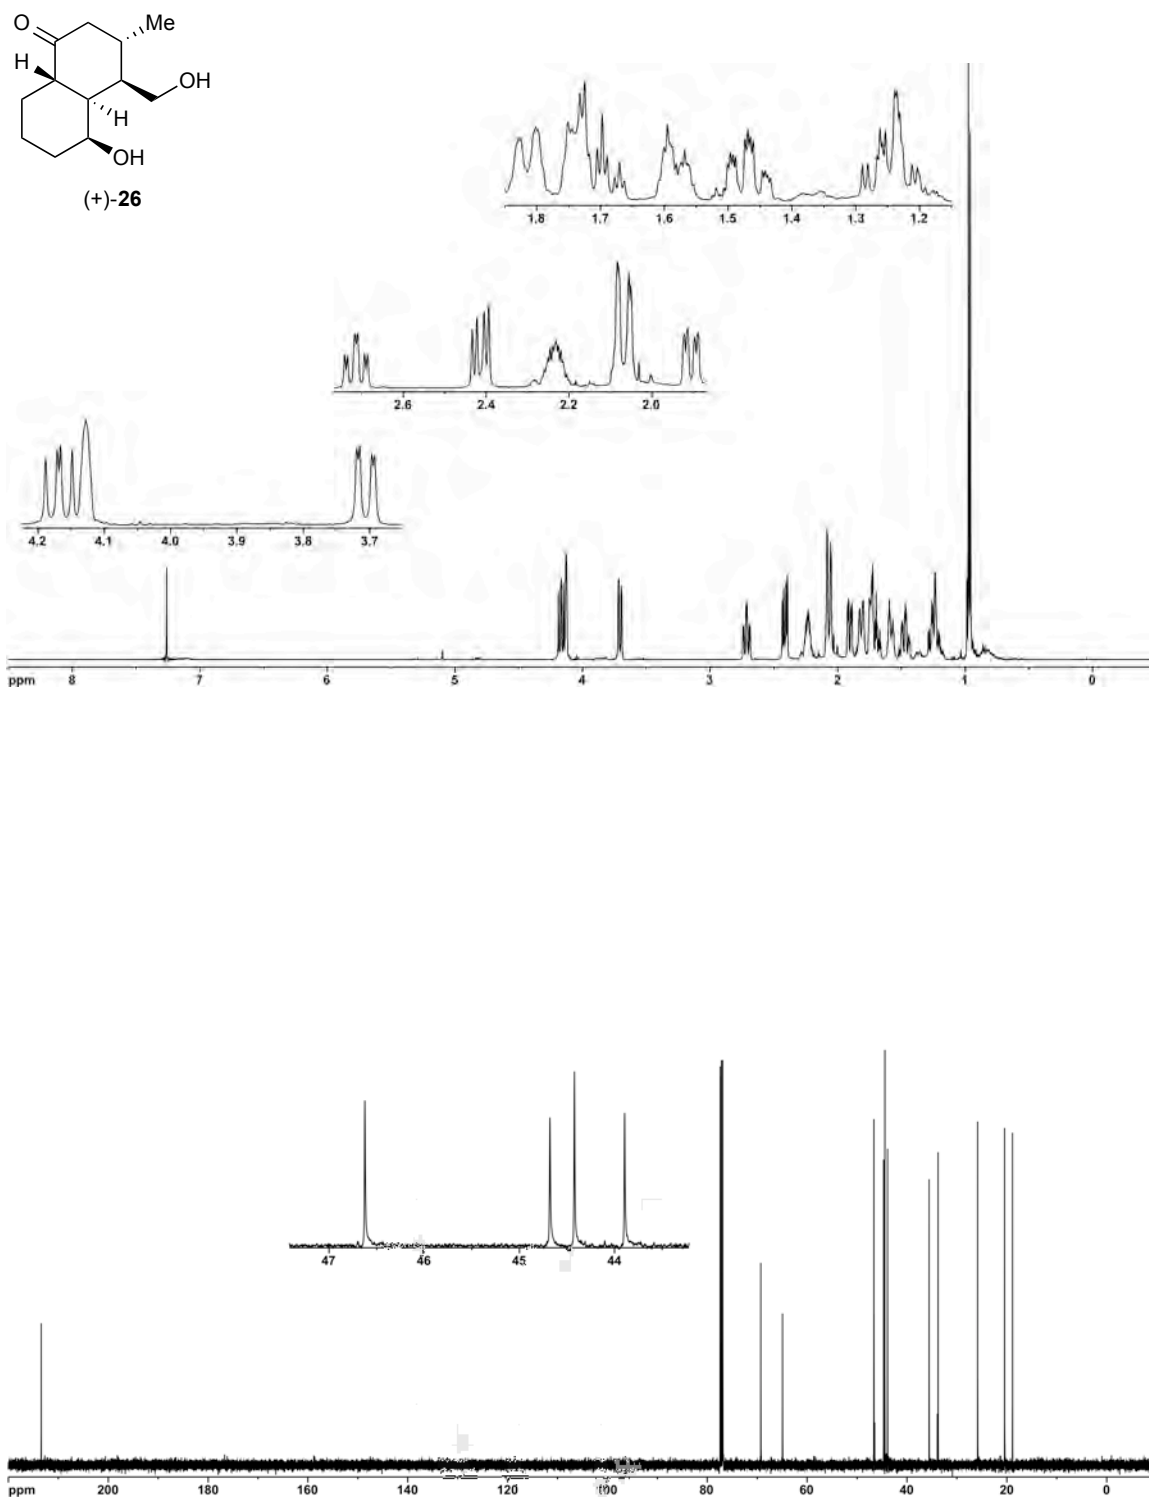 O
Me
H
OH
H
OH
(+)-26
1.8 1.7 1.6 1.5 1.4 1.3 1.2
2.6 2.4 2.2 2.0
4.2 4.1 4.0 3.9 3.8 3.7
ppm 8 7 6 5 4 3 2 1 0
47 46 45 44
ppm 200 180 160 140 120 100 80 60 40 20 0